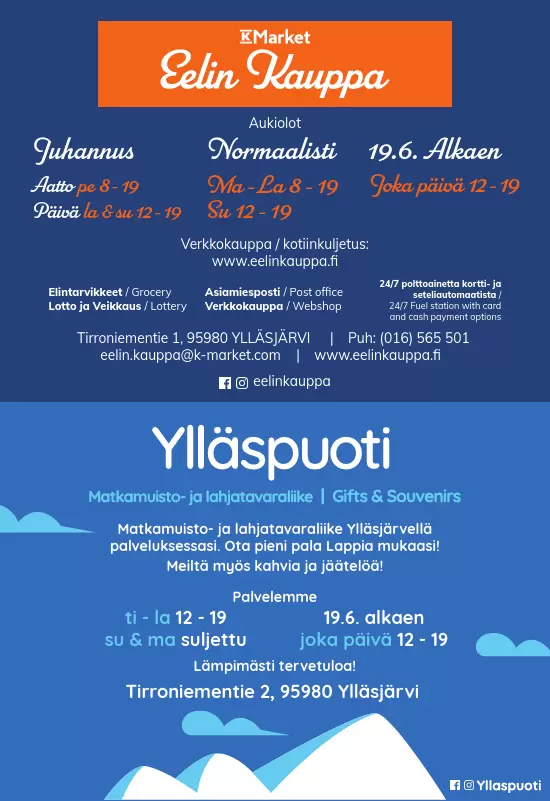 K Market
Eelin Kauppa
Aukiolot
Juhannus
Aatto pe 8 - 19
Päivä la & su 12 - 19
Normaalisti
Ma - La 8 - 19
Su 12 - 19
19.6. Alkaen
Joka päivä 12 - 19
Verkkokauppa / kotiinkuljetus:
www.eelinkauppa.fi
Elintarvikkeet / Grocery
Lotto ja Veikkaus / Lottery
Asiamiesposti / Post office
Verkkokauppa / Webshop
24/7 polttoainetta kortti- ja
seteliautomaatista /
24/7 Fuel station with card
and cash payment options
Tirroniementie 1, 95980 YLLÄSJÄRVI | Puh: (016) 565 501
eelin.kauppa@k-market.com | www.eelinkauppa.fi
eelinkauppa
Ylläspuoti
Matkamuisto- ja lahjatavaraliike | Gifts & Souvenirs
Matkamuisto- ja lahjatavaraliike Ylläsjärvellä
palveluksessasi. Ota pieni pala Lappia mukaasi!
Meiltä myös kahvia ja jäätelöä!
Palvelemme
ti - la 12 - 19
su & ma suljettu
19.6. alkaen
joka päivä 12 - 19
Lämpimästi tervetuloa!
Tirroniementie 2, 95980 Ylläsjärvi
Yllaspuoti